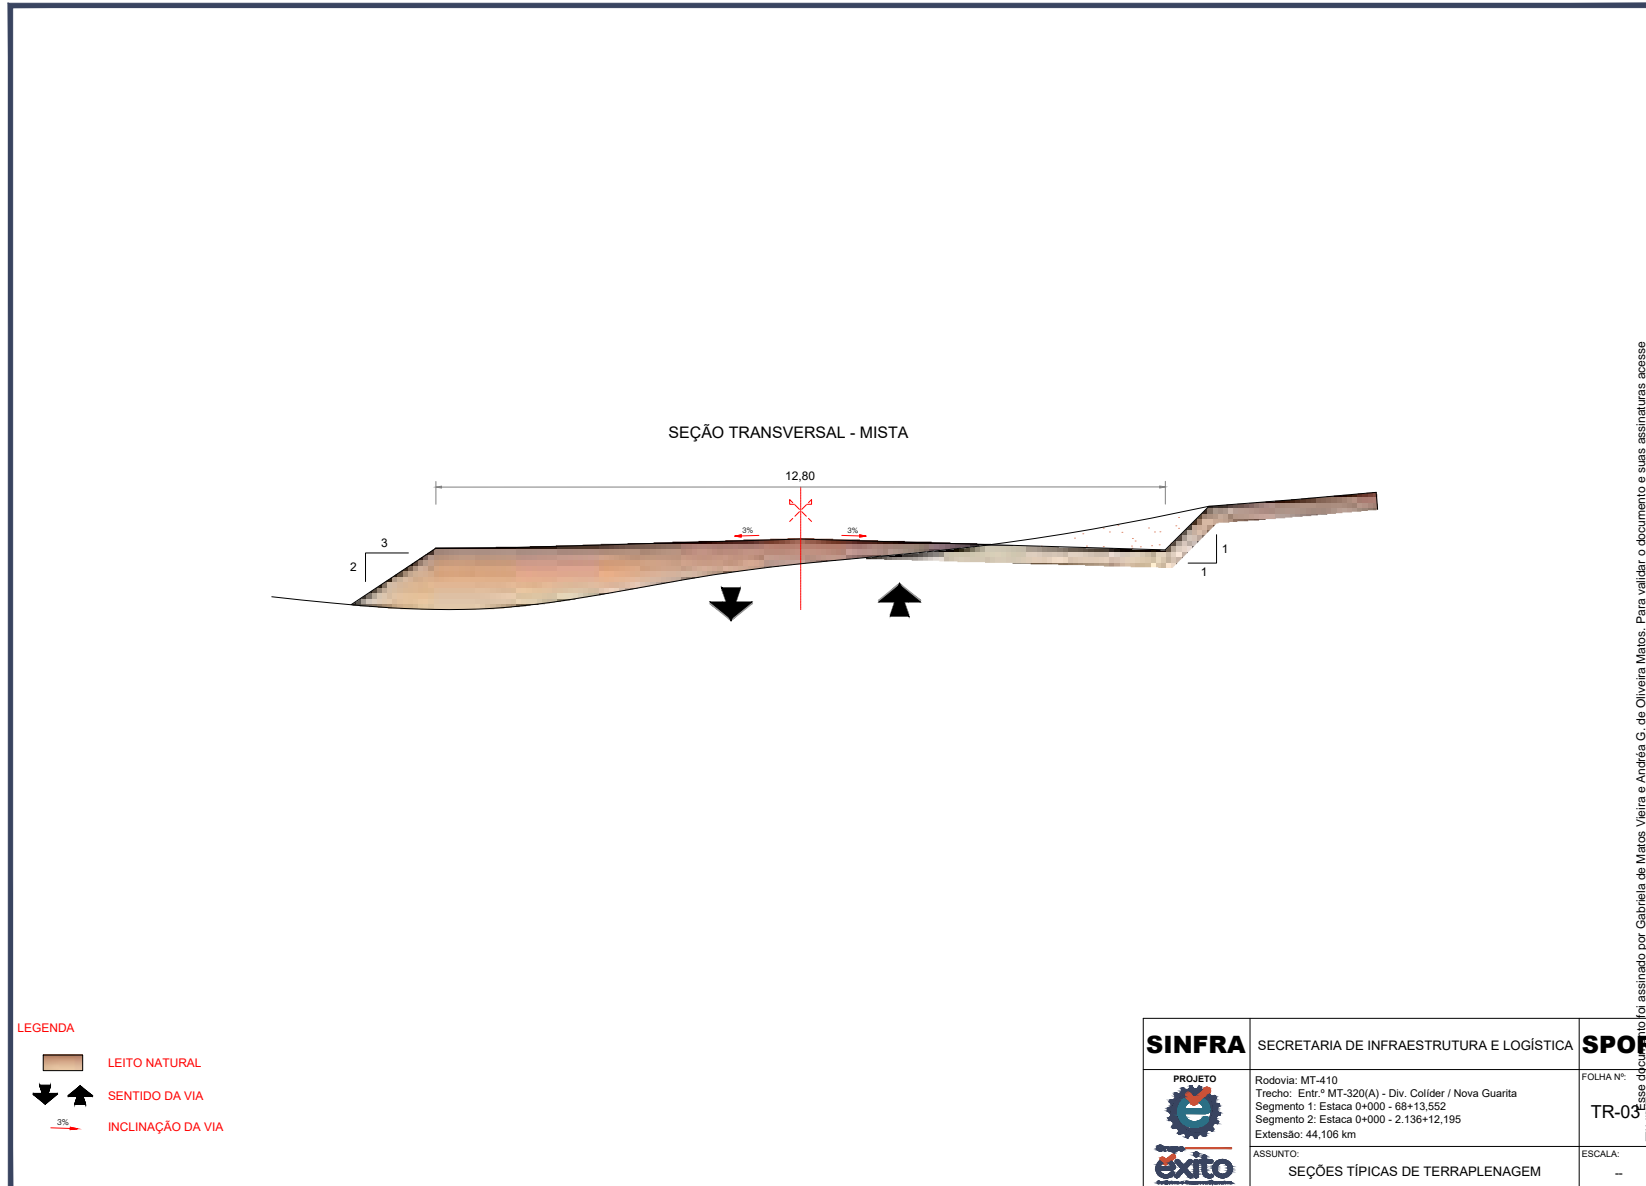 SEÇÃO TRANSVERSAL - MISTA
12,80
3%
3%
3
2
1
1
LEGENDA
LEITO NATURAL
SENTIDO DA VIA
3%
INCLINAÇÃO DA VIA
SINFRA
SECRETARIA DE INFRAESTRUTURA E LOGÍSTICA
PROJETO
êxito
Rodovia: MT-410
Trecho: Entr.º MT-320(A) - Div. Colíder / Nova Guarita
Segmento 1: Estaca 0+000 - 68+13,552
Segmento 2: Estaca 0+000 - 2.136+12,195
Extensão: 44,106 km
FOLHA Nº:
TR-03
ASSUNTO:
SEÇÕES TÍPICAS DE TERRAPLENAGEM
ESCALA:
--
Esse documento foi assinado por Gabriela de Matos Vieira e Andréa G. de Oliveira Matos. Para validar o documento e suas assinaturas acesse